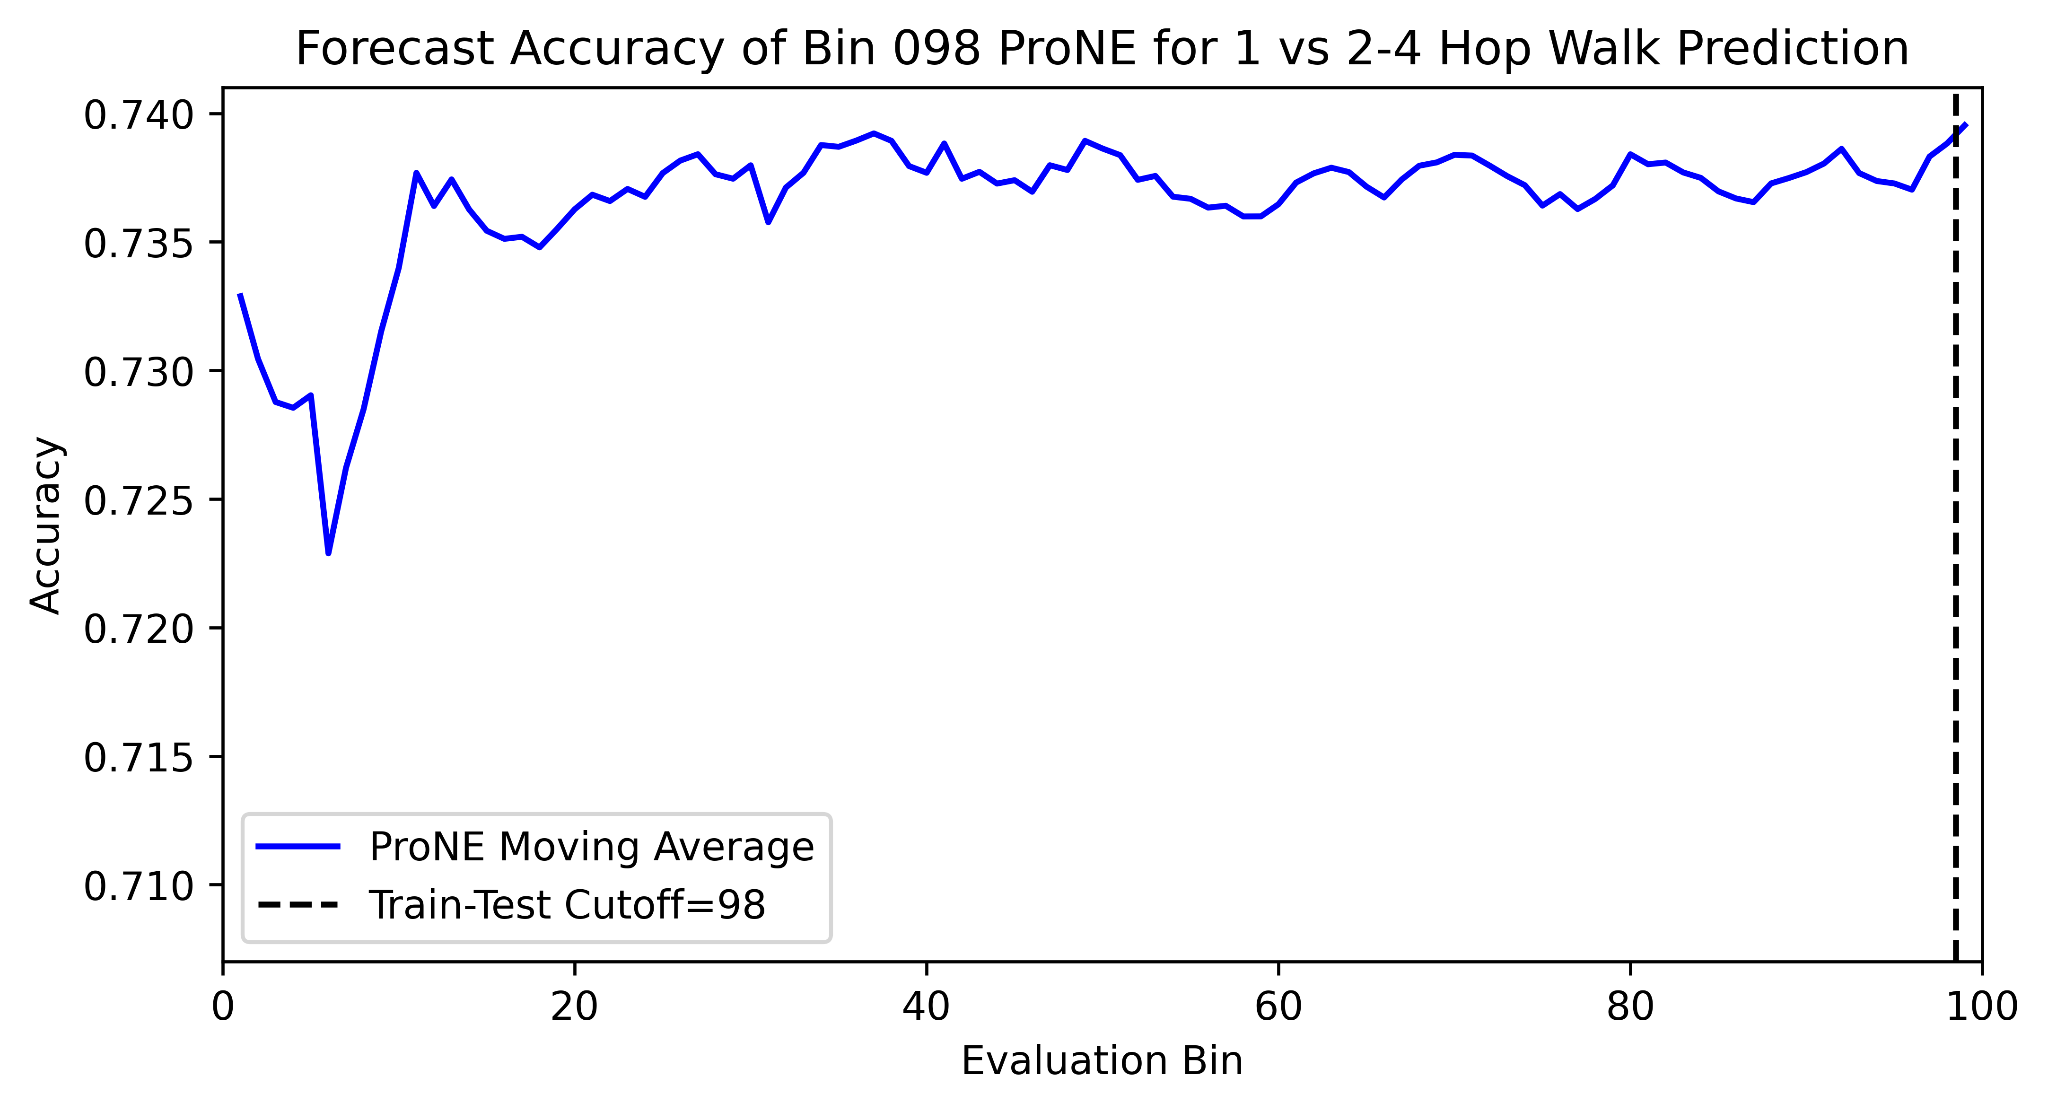 Forecast Accuracy of Bin 098 ProNE for 1 vs 2-4 Hop Walk Prediction
0.740
0.735
0.730
0.725
0.720
0.715
0.710
Accuracy
ProNE Moving Average
Train-Test Cutoff=98
0 20 40 60 80 100
Evaluation Bin